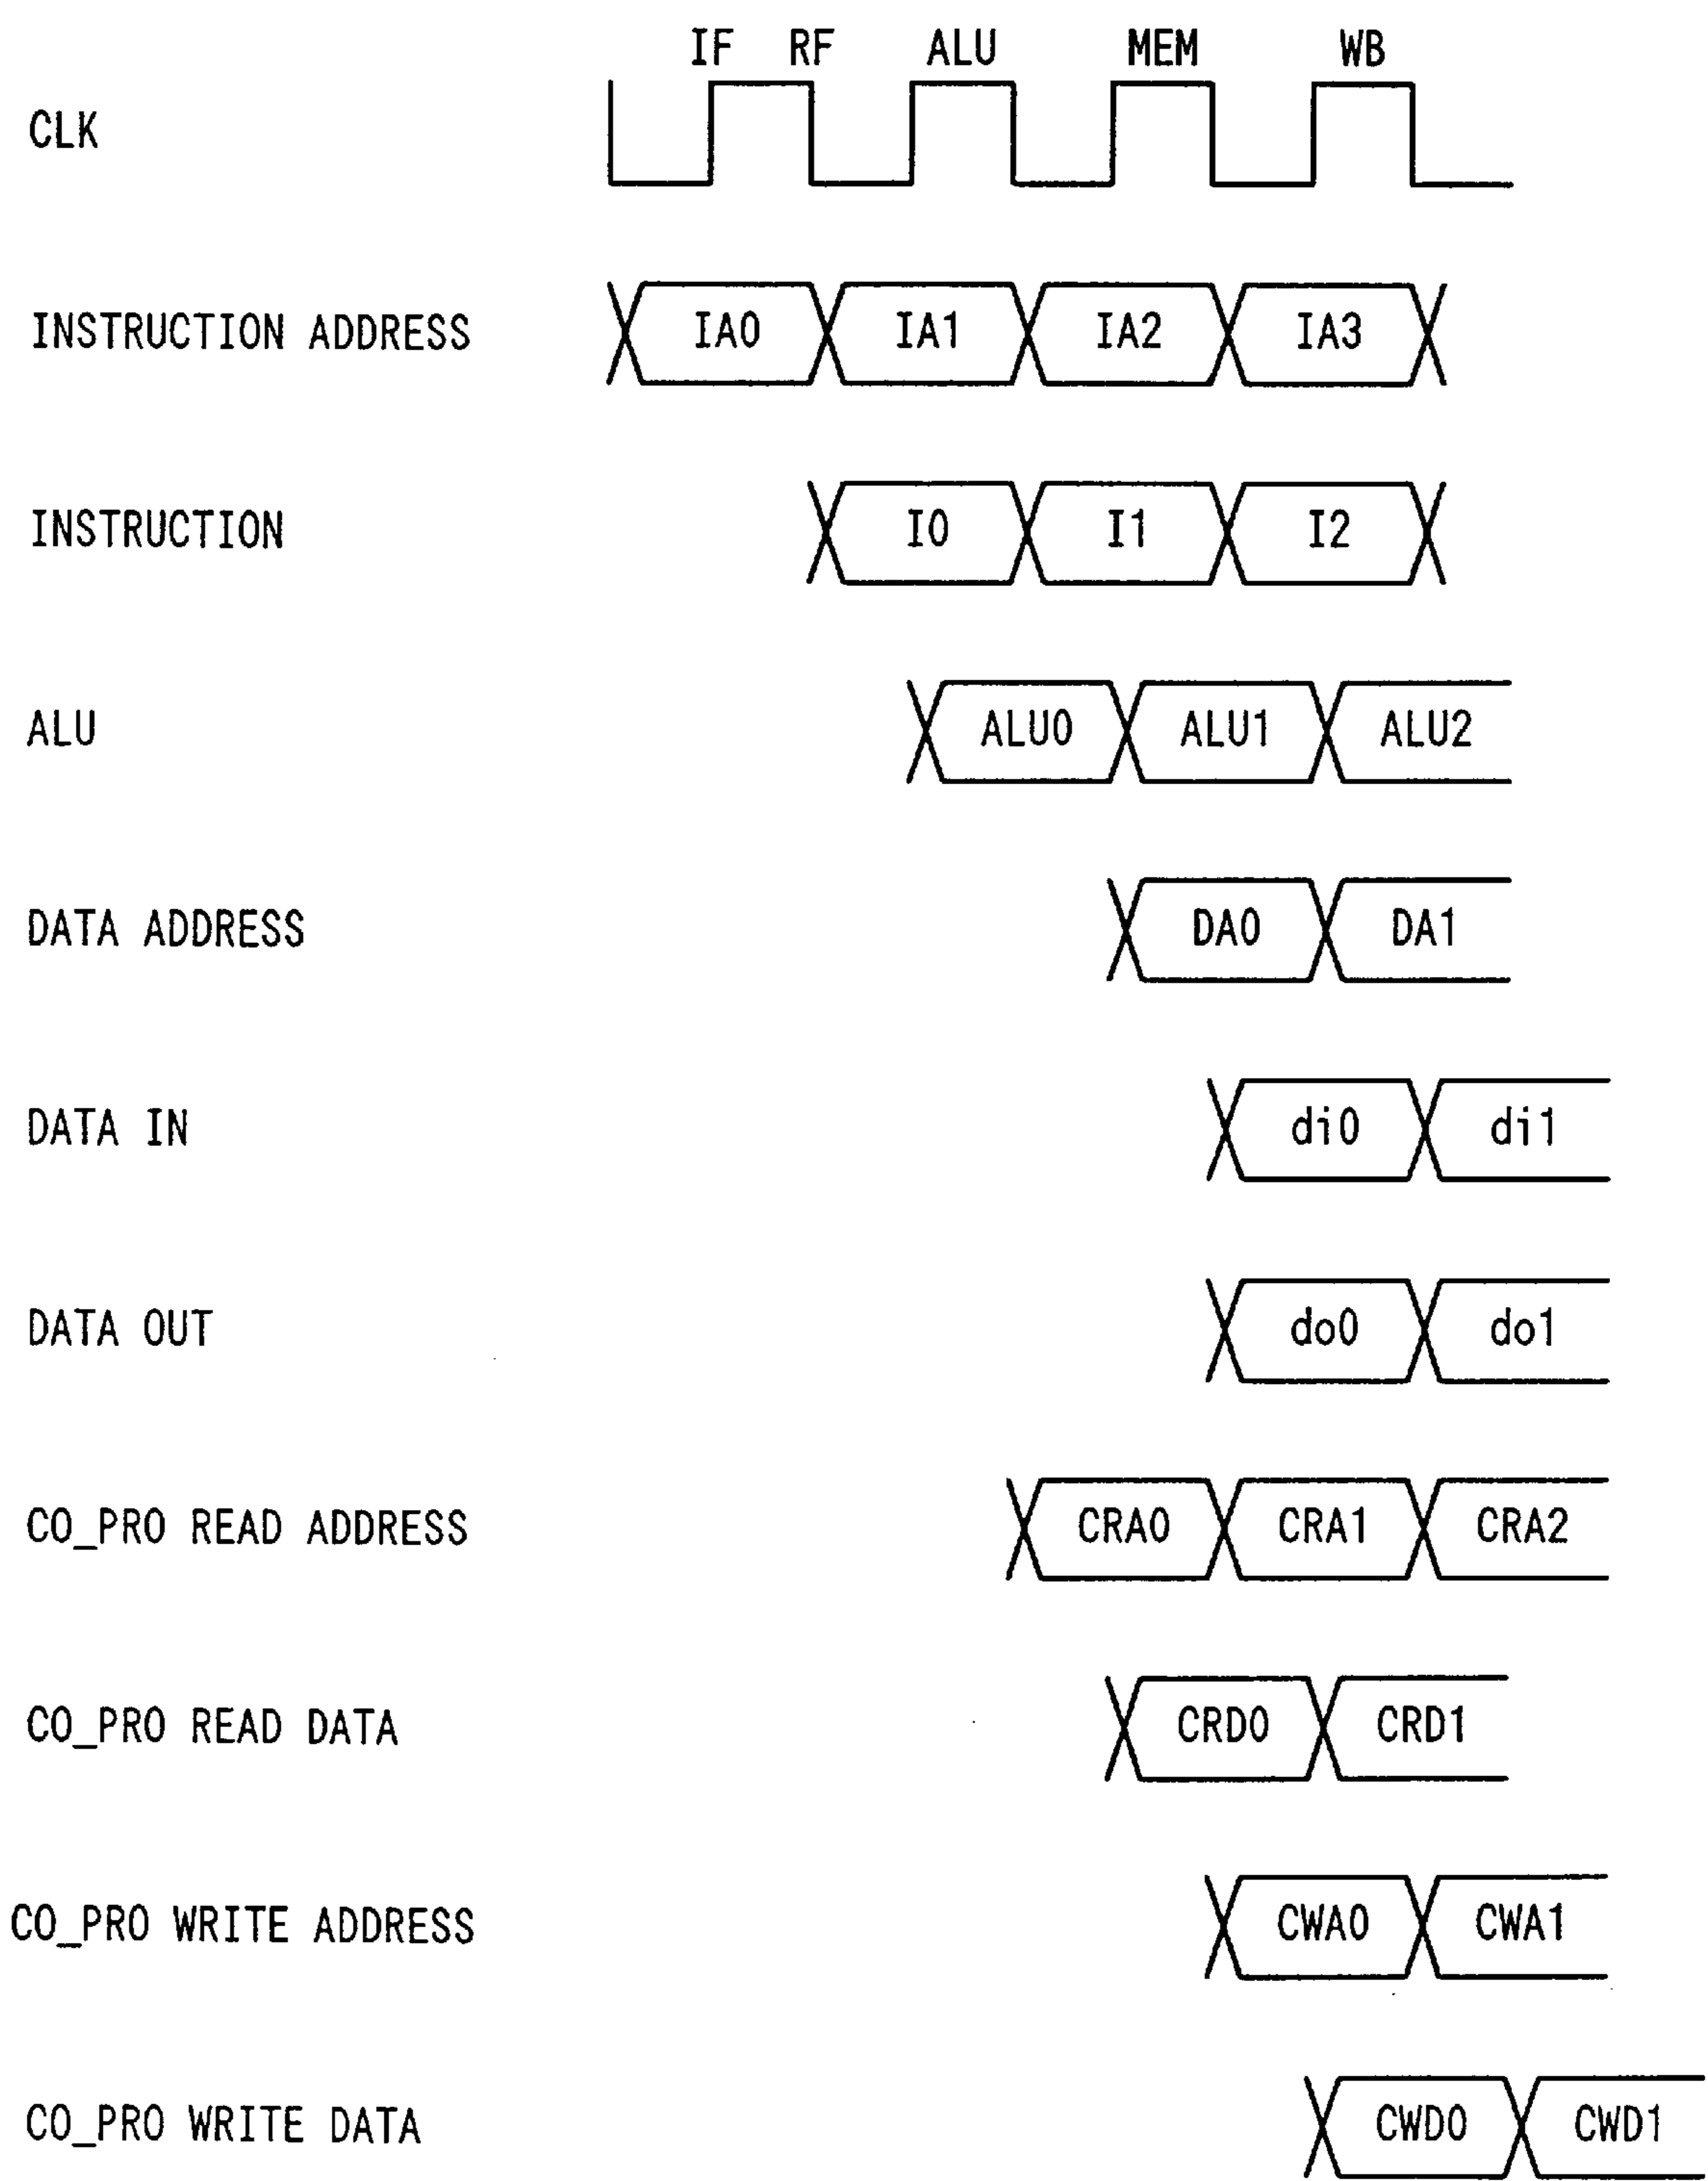 IF RF ALU MEM WB
CLK
INSTRUCTION ADDRESS IA0 IA1 IA2 IA3
INSTRUCTION I0 I1 I2
ALU ALU0 ALU1 ALU2
DATA ADDRESS DA0 DA1
DATA IN di0 di1
DATA OUT do0 do1
CO_PRO READ ADDRESS CRA0 CRA1 CRA2
CO_PRO READ DATA CRD0 CRD1
CO_PRO WRITE ADDRESS CWA0 CWA1
CO_PRO WRITE DATA CWD0 CWD1